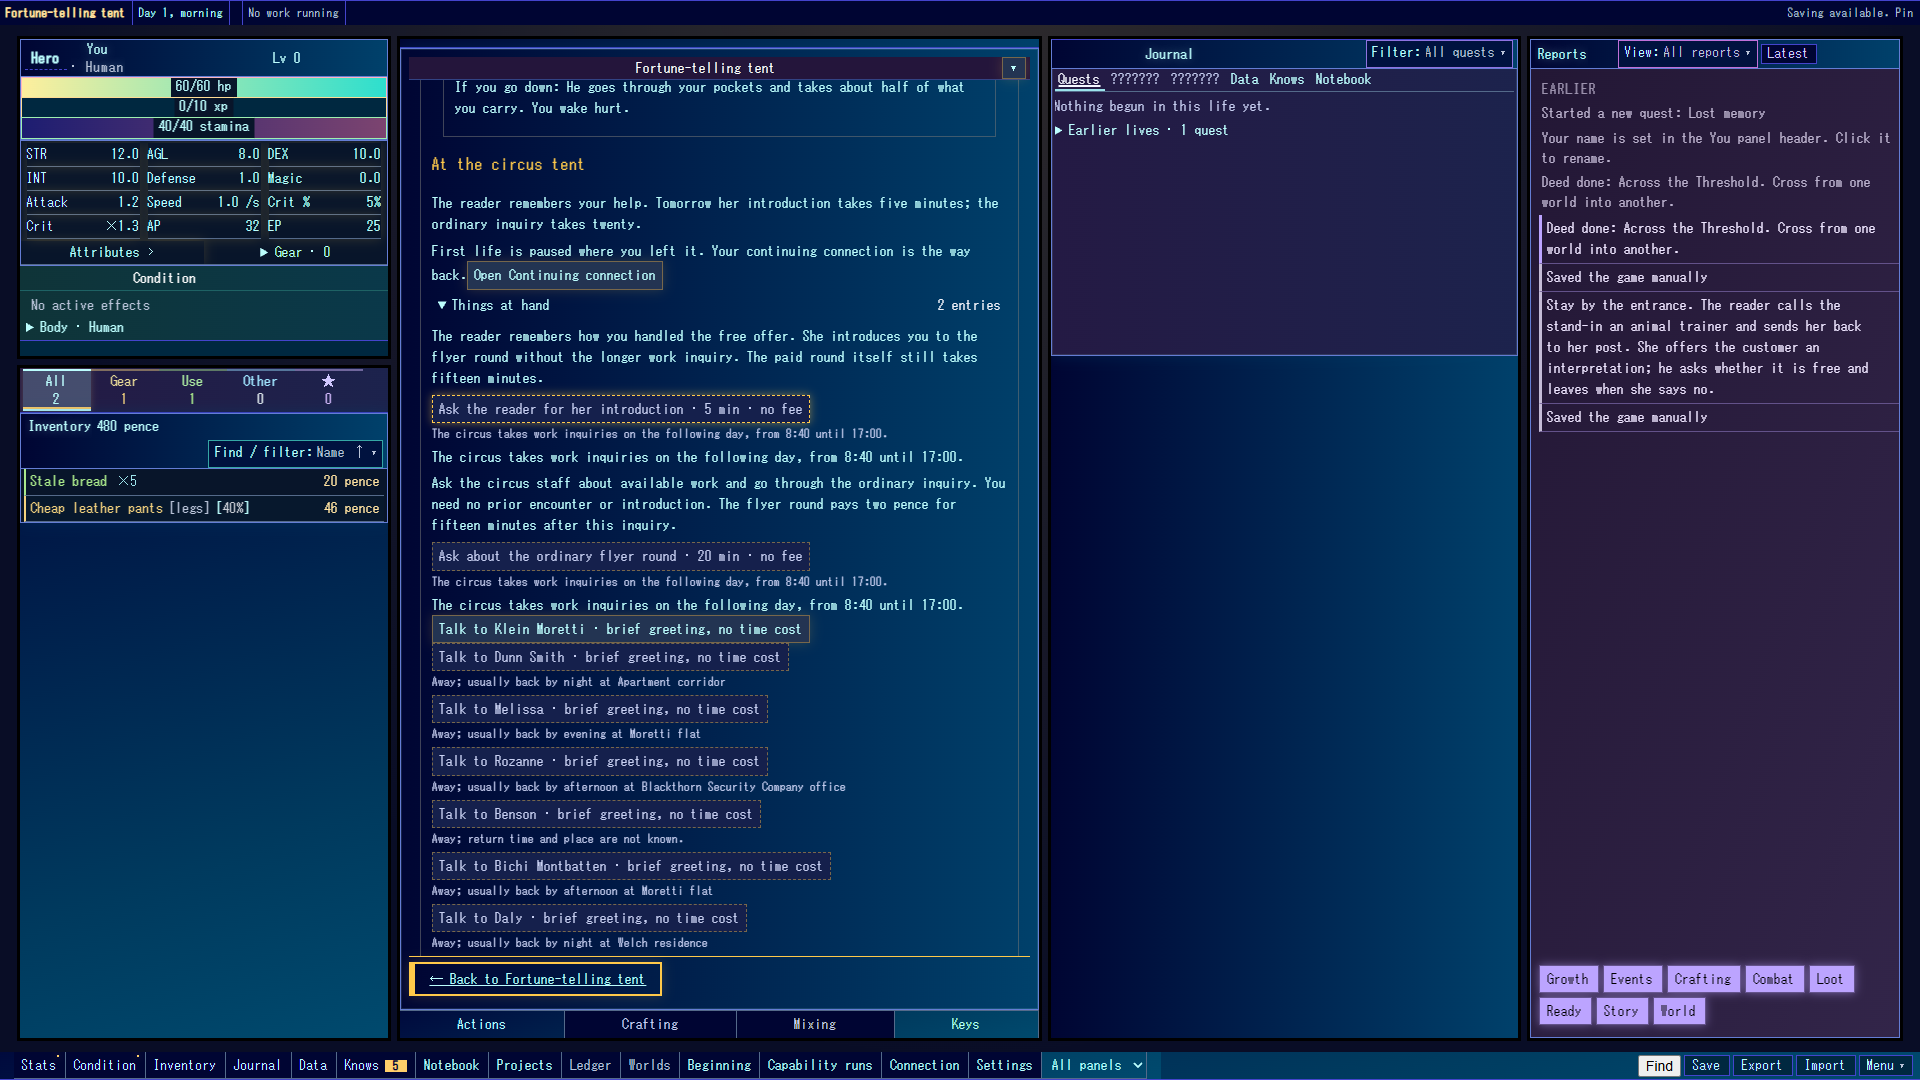 Fortune-telling tent
Day 1, morning
No work running
Saving available. Pin
Hero · You
Human
Lv 0
60/60 hp
0/10 xp
40/40 stamina
STR 12.0 AGL 8.0 DEX 10.0
INT 10.0 Defense 1.0 Magic 0.0
Attack 1.2 Speed 1.0 /s Crit % 5%
Crit ×1.3 AP 32 EP 25
Attributes >
▶ Gear · 0
Condition
No active effects
▶ Body · Human
All Gear Use Other ★
2 1 1 0 0
Inventory 480 pence
Find / filter: Name ↑ ▾
Stale bread ×5 20 pence
Cheap leather pants [legs] [40%] 46 pence
Fortune-telling tent
▾
If you go down: He goes through your pockets and takes about half of what
you carry. You wake hurt.
At the circus tent
The reader remembers your help. Tomorrow her introduction takes five minutes; the
ordinary inquiry takes twenty.
First life is paused where you left it. Your continuing connection is the way
back. Open Continuing connection
▼ Things at hand 2 entries
The reader remembers how you handled the free offer. She introduces you to the
flyer round without the longer work inquiry. The paid round itself still takes
fifteen minutes.
Ask the reader for her introduction · 5 min · no fee
The circus takes work inquiries on the following day, from 8:40 until 17:00.
The circus takes work inquiries on the following day, from 8:40 until 17:00.
Ask the circus staff about available work and go through the ordinary inquiry. You
need no prior encounter or introduction. The flyer round pays two pence for
fifteen minutes after this inquiry.
Ask about the ordinary flyer round · 20 min · no fee
The circus takes work inquiries on the following day, from 8:40 until 17:00.
The circus takes work inquiries on the following day, from 8:40 until 17:00.
Talk to Klein Moretti · brief greeting, no time cost
Talk to Dunn Smith · brief greeting, no time cost
Away; usually back by night at Apartment corridor
Talk to Melissa · brief greeting, no time cost
Away; usually back by evening at Moretti flat
Talk to Rozanne · brief greeting, no time cost
Away; usually back by afternoon at Blackthorn Security Company office
Talk to Benson · brief greeting, no time cost
Away; return time and place are not known.
Talk to Bichi Montbatten · brief greeting, no time cost
Away; usually back by afternoon at Moretti flat
Talk to Daly · brief greeting, no time cost
Away; usually back by night at Welch residence
← Back to Fortune-telling tent
Actions Crafting Mixing Keys
Journal
Filter: All quests ▾
Quests ??????? ??????? Data Knows Notebook
Nothing begun in this life yet.
▶ Earlier lives · 1 quest
Reports
View: All reports ▾
Latest
EARLIER
Started a new quest: Lost memory
Your name is set in the You panel header. Click it
to rename.
Deed done: Across the Threshold. Cross from one
world into another.
Deed done: Across the Threshold. Cross from one
world into another.
Saved the game manually
Stay by the entrance. The reader calls the
stand-in an animal trainer and sends her back
to her post. She offers the customer an
interpretation; he asks whether it is free and
leaves when she says no.
Saved the game manually
Growth Events Crafting Combat Loot
Ready Story World
Stats Condition Inventory Journal Data Knows 5 Notebook Projects Ledger Worlds Beginning Capability runs Connection Settings All panels
Find Save Export Import Menu ▾